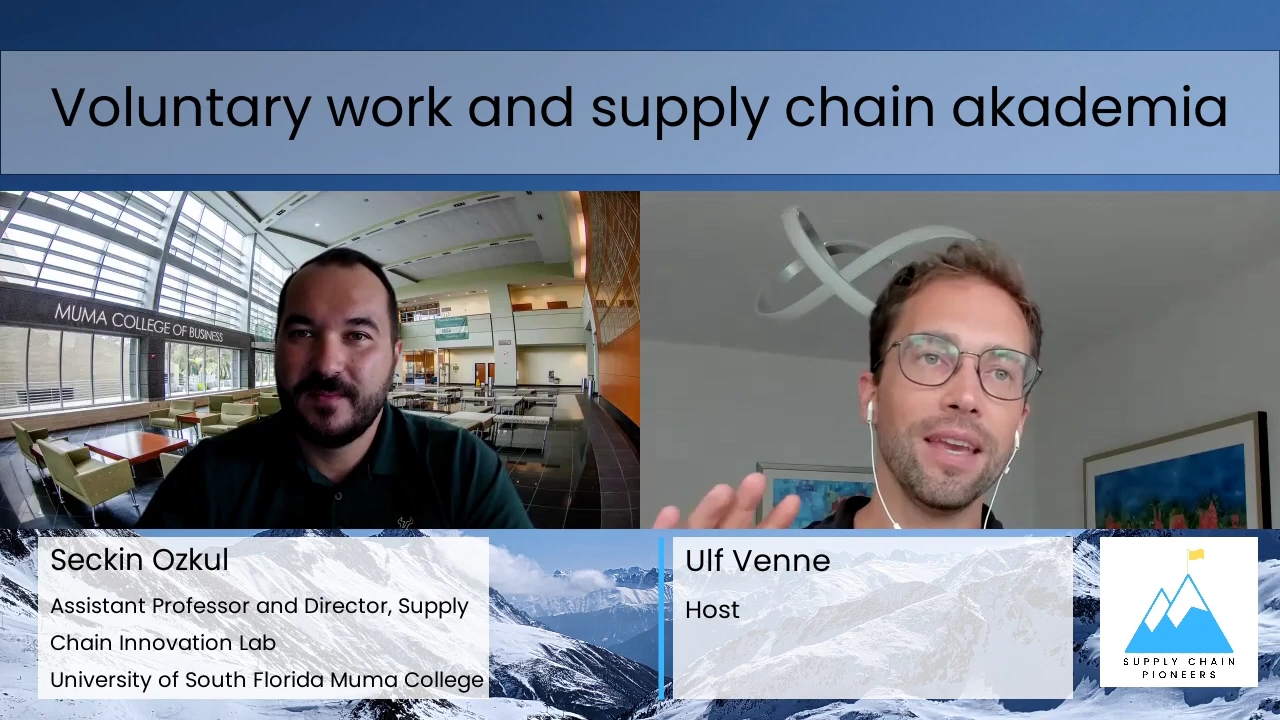 Voluntary work and supply chain akademia
MUMA COLLEGE OF BUSINESS
Seckin Ozkul
Assistant Professor and Director, Supply
Chain Innovation Lab
University of South Florida Muma College
Ulf Venne
Host
SUPPLY CHAIN
PIONEERS